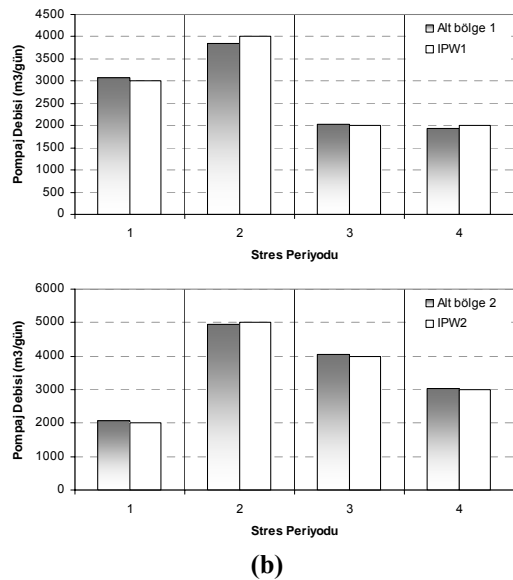 4500
4000
3500
3000
2500
2000
1500
1000
500
0
Pompaj Debisi (m3/gün)
Alt bölge 1
IPW1
1 2 3 4
Stres Periyodu
6000
5000
4000
3000
2000
1000
0
Pompaj Debisi (m3/gün)
Alt bölge 2
IPW2
1 2 3 4
Stres Periyodu
(b)